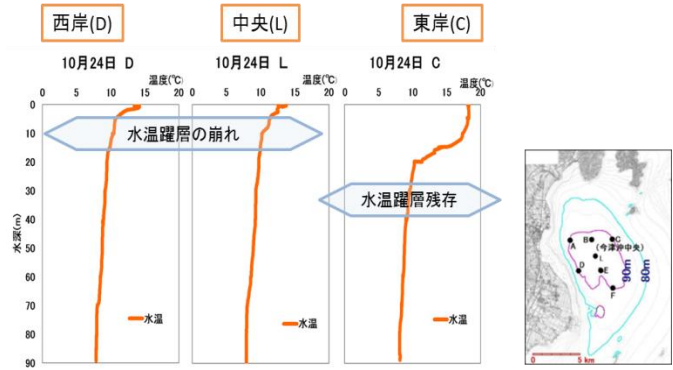 西岸(D)
中央(L)
東岸(C)
10月24日 D
10月24日 L
10月24日 C
温度(℃)
温度(℃)
温度(℃)
0 5 10 15 20
0 5 10 15 20
0 5 10 15 20
0
10
20
30
40
50
60
70
80
90
水深(m)
水温躍層の崩れ
水温躍層残存
水温
水温
水温
A B C
(今津沖中央)
L
D E
F
90m
80m
0 5 km